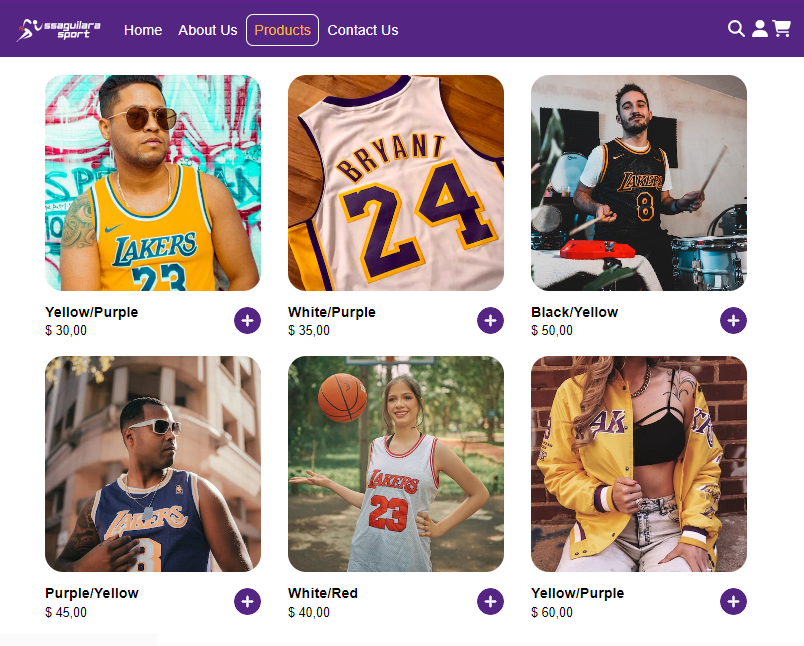 ssaguilara
sport
Home
About Us
Products
Contact Us
LAKERS
23
BRYANT
24
LAKERS
8
Yellow/Purple
$ 30,00
White/Purple
$ 35,00
Black/Yellow
$ 50,00
LAKERS
8
LAKERS
23
AK
Purple/Yellow
$ 45,00
White/Red
$ 40,00
Yellow/Purple
$ 60,00